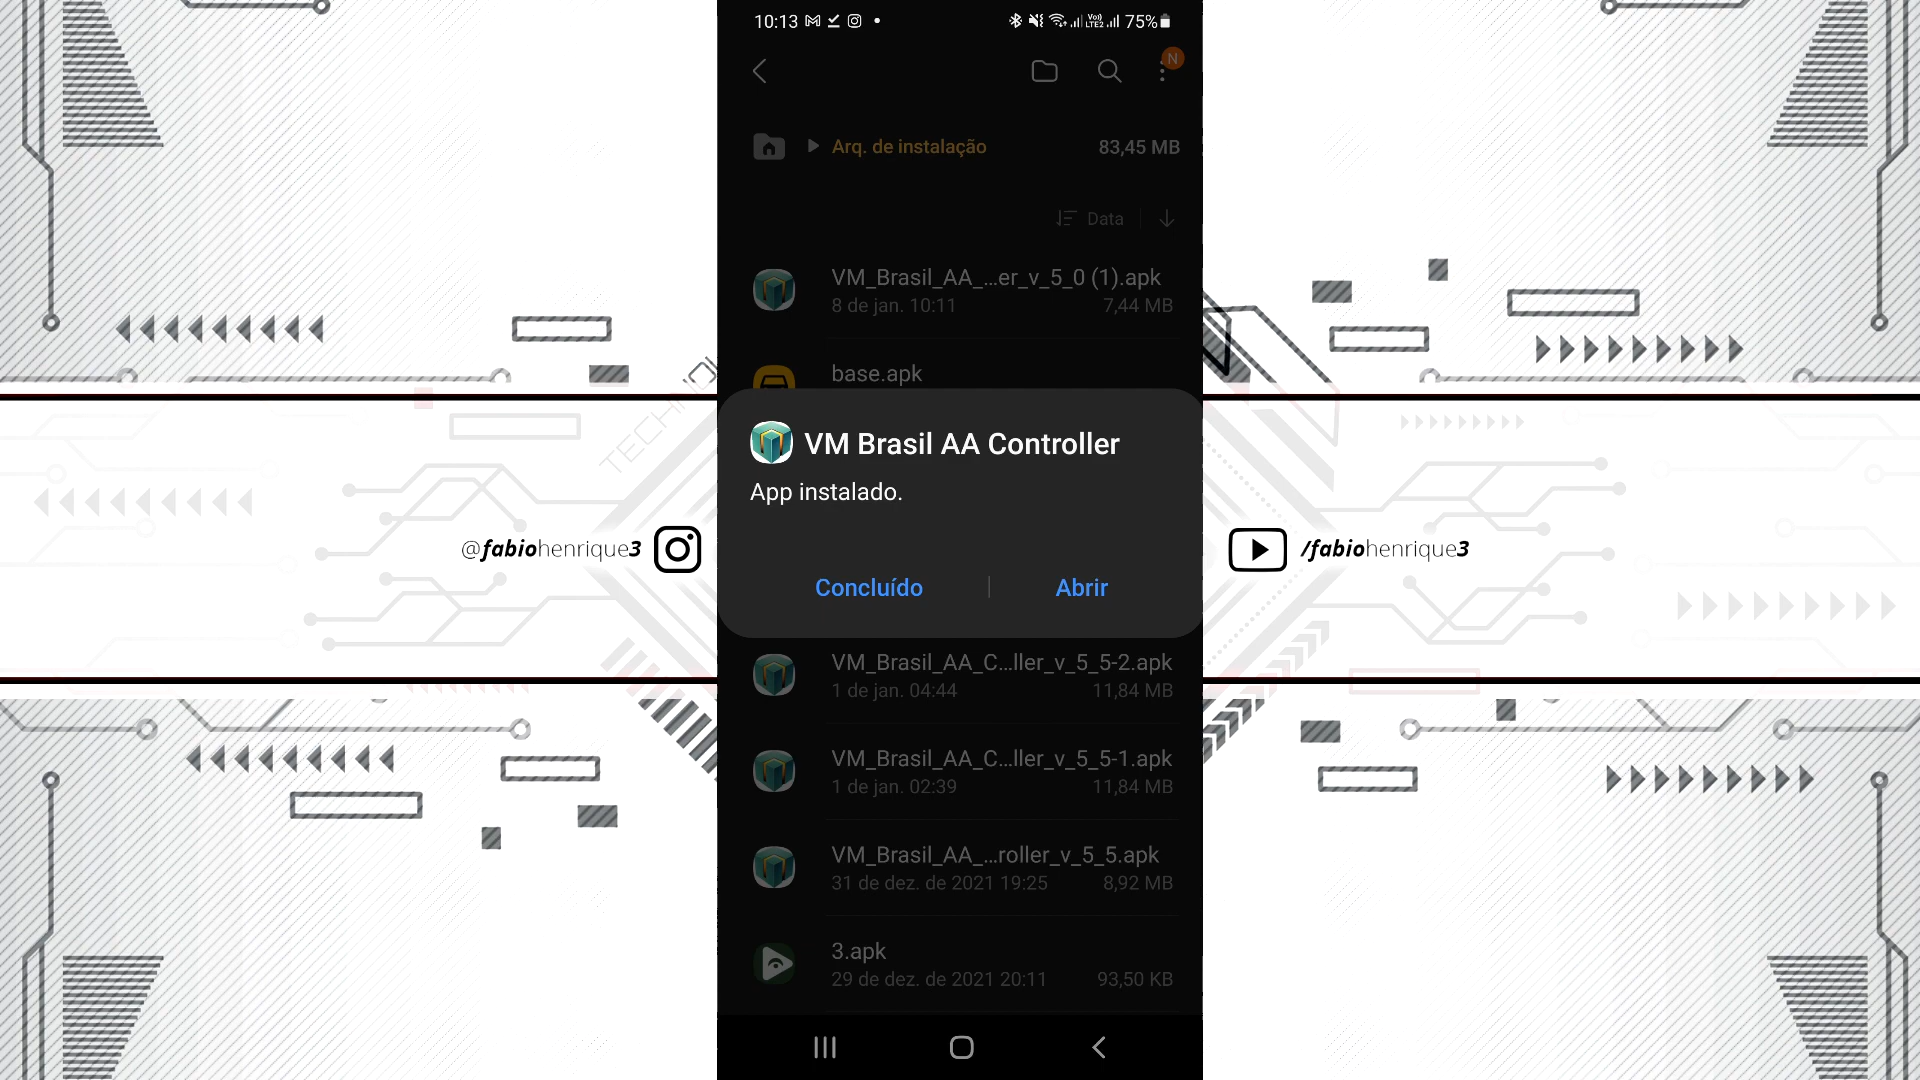 10:13
VoD LTE2 75%
N
Arq. de instalação 83,45 MB
Data
VM_Brasil_AA_...er_v_5_0 (1).apk
8 de jan. 10:11 7,44 MB
base.apk
TECHNO
VM Brasil AA Controller
App instalado.
@fabiohenrique3
/fabiohenrique3
Concluído | Abrir
VM_Brasil_AA_C...ller_v_5_5-2.apk
1 de jan. 04:44 11,84 MB
VM_Brasil_AA_C...ller_v_5_5-1.apk
1 de jan. 02:39 11,84 MB
VM_Brasil_AA_...roller_v_5_5.apk
31 de dez. de 2021 19:25 8,92 MB
3.apk
29 de dez. de 2021 20:11 93,50 KB